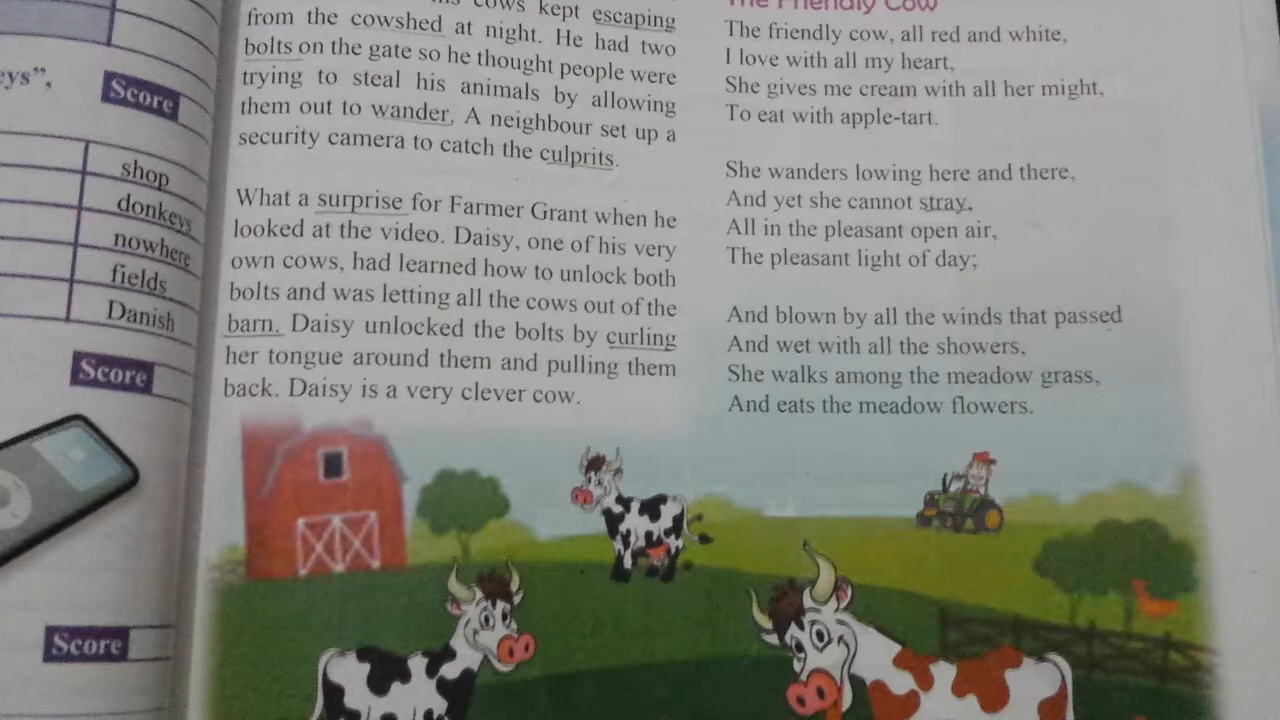 eys”,
Score
shop
donkeys
nowhere
fields
Danish
Score
Score
cows kept escaping
from the cowshed at night. He had two
bolts on the gate so he thought people were
trying to steal his animals by allowing
them out to wander. A neighbour set up a
security camera to catch the culprits.
What a surprise for Farmer Grant when he
looked at the video. Daisy, one of his very
own cows, had learned how to unlock both
bolts and was letting all the cows out of the
barn. Daisy unlocked the bolts by curling
her tongue around them and pulling them
back. Daisy is a very clever cow.
The Friendly Cow
The friendly cow, all red and white,
I love with all my heart,
She gives me cream with all her might,
To eat with apple-tart.
She wanders lowing here and there,
And yet she cannot stray,
All in the pleasant open air,
The pleasant light of day;
And blown by all the winds that passed
And wet with all the showers,
She walks among the meadow grass,
And eats the meadow flowers.